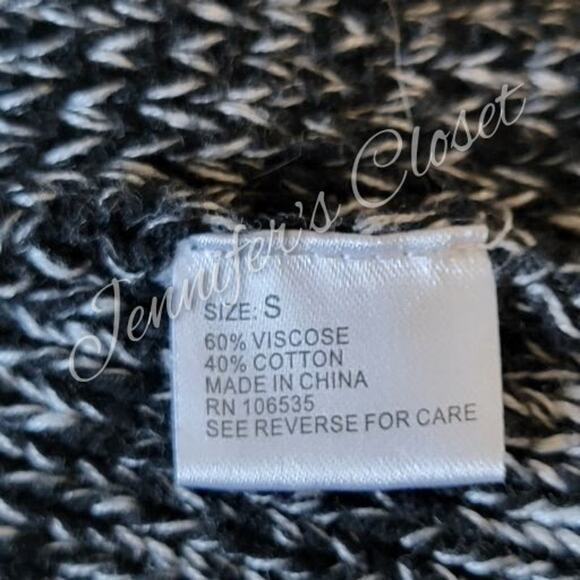 Jennifer's Closet
SIZE: S
60% VISCOSE
40% COTTON
MADE IN CHINA
RN 106535
SEE REVERSE FOR CARE